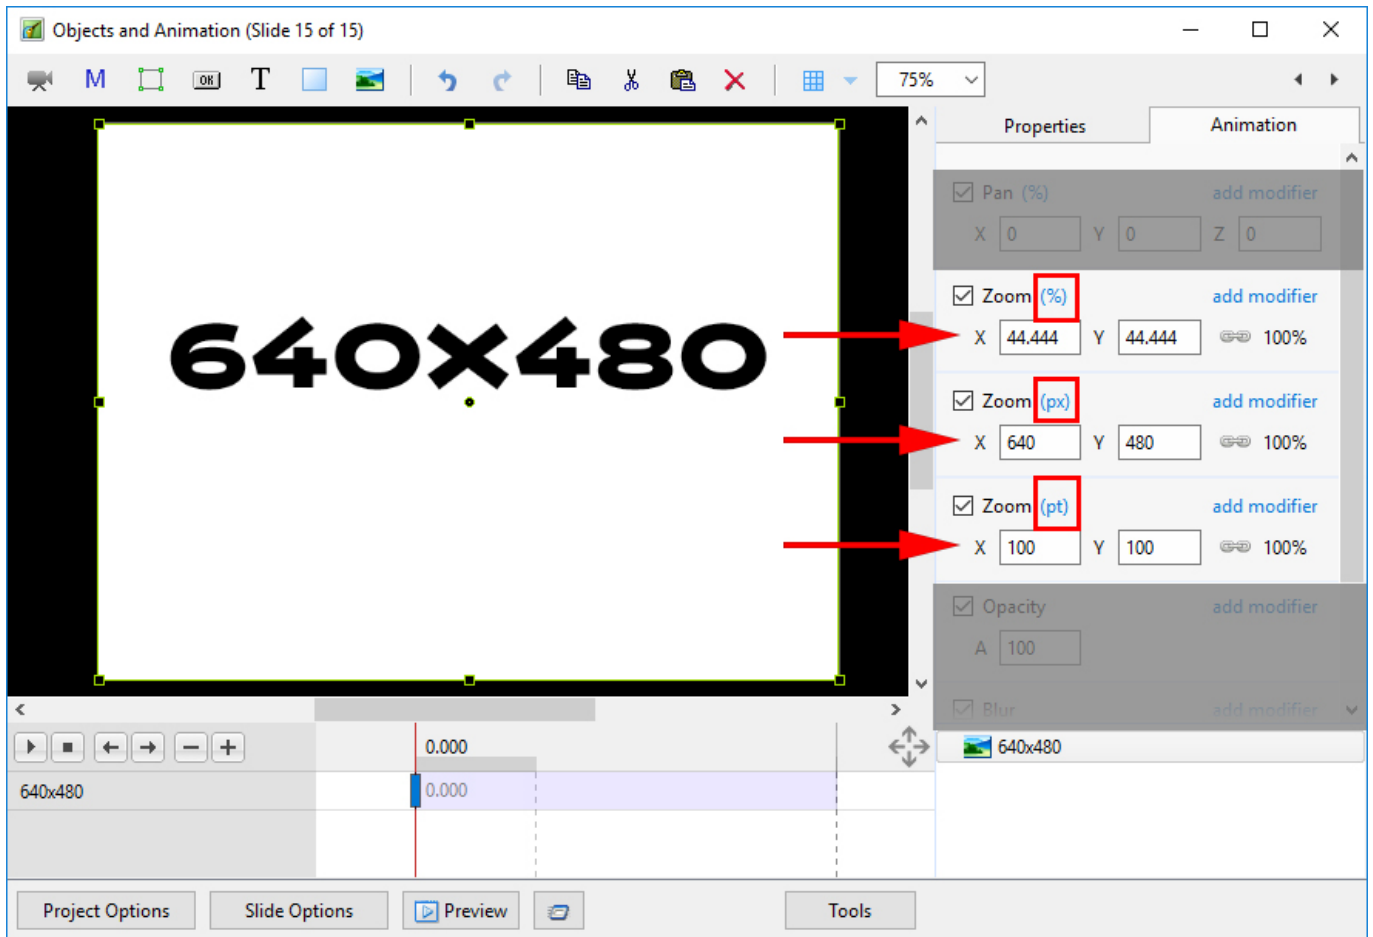 Objects and Animation (Slide 15 of 15)
M OK T 75%
Properties Animation
Pan (%) add modifier
X 0 Y 0 Z 0
Zoom (%) add modifier
X 44.444 Y 44.444 100%
640x480
Zoom (px) add modifier
X 640 Y 480 100%
Zoom (pt) add modifier
X 100 Y 100 100%
Opacity add modifier
A 100
Blur add modifier
0.000
640x480
640x480
0.000
Project Options Slide Options Preview Tools